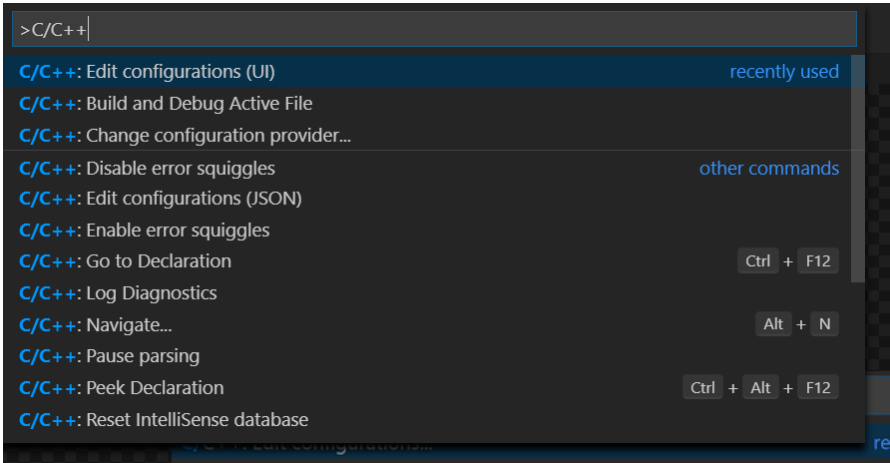 >C/C++
C/C++: Edit configurations (UI) recently used
C/C++: Build and Debug Active File
C/C++: Change configuration provider...
C/C++: Disable error squiggles other commands
C/C++: Edit configurations (JSON)
C/C++: Enable error squiggles
C/C++: Go to Declaration Ctrl + F12
C/C++: Log Diagnostics
C/C++: Navigate... Alt + N
C/C++: Pause parsing
C/C++: Peek Declaration Ctrl + Alt + F12
C/C++: Reset IntelliSense database
C/C++: Edit configurations... re